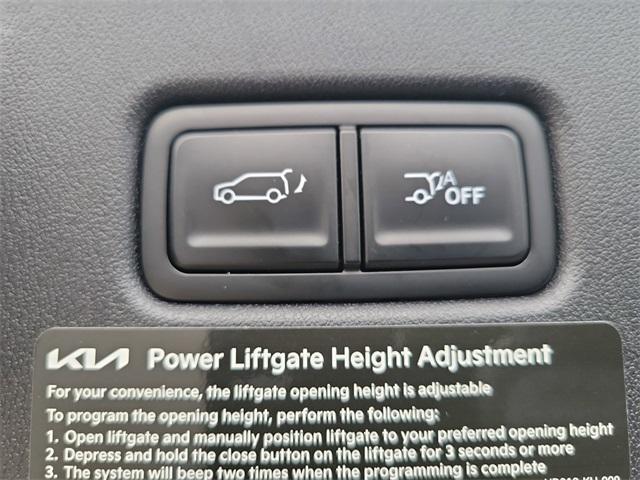 A
OFF
KIA Power Liftgate Height Adjustment
For your convenience, the liftgate opening height is adjustable
To program the opening height, perform the following:
1. Open liftgate and manually position liftgate to your preferred opening height
2. Depress and hold the close button on the liftgate for 3 seconds or more
3. The system will beep two times when the programming is complete